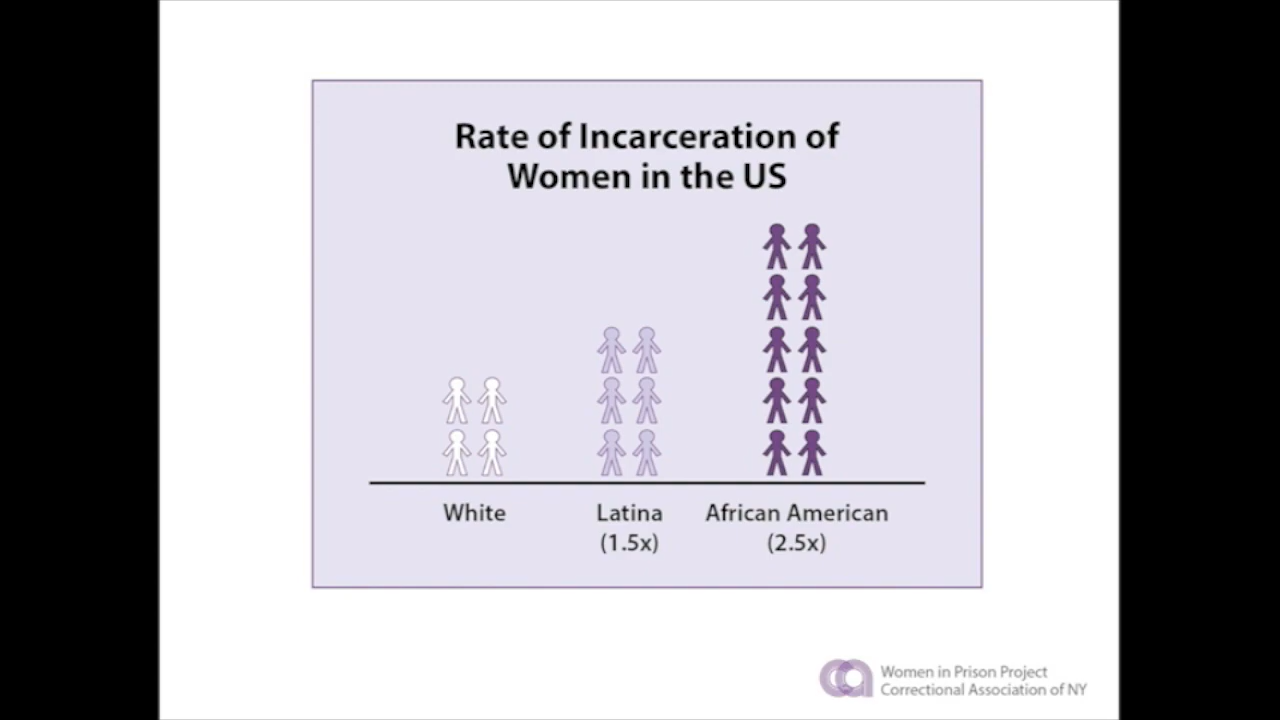 Rate of Incarceration of
Women in the US
White
Latina
(1.5x)
African American
(2.5x)
Women in Prison Project
Correctional Association of NY